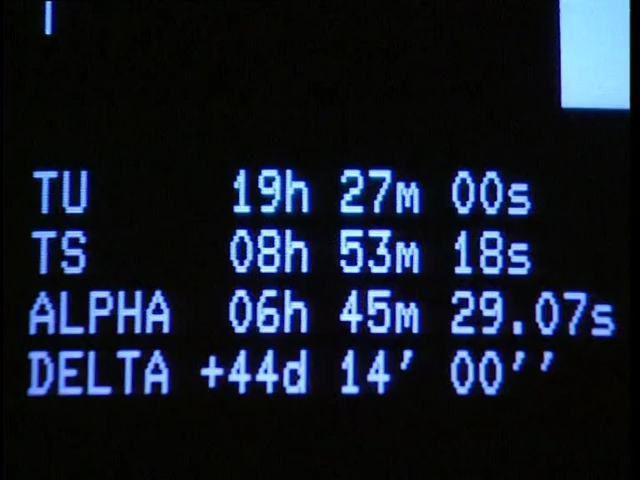 TU 19h 27m 00s
TS 08h 53m 18s
ALPHA 06h 45m 29.07s
DELTA +44d 14' 00''